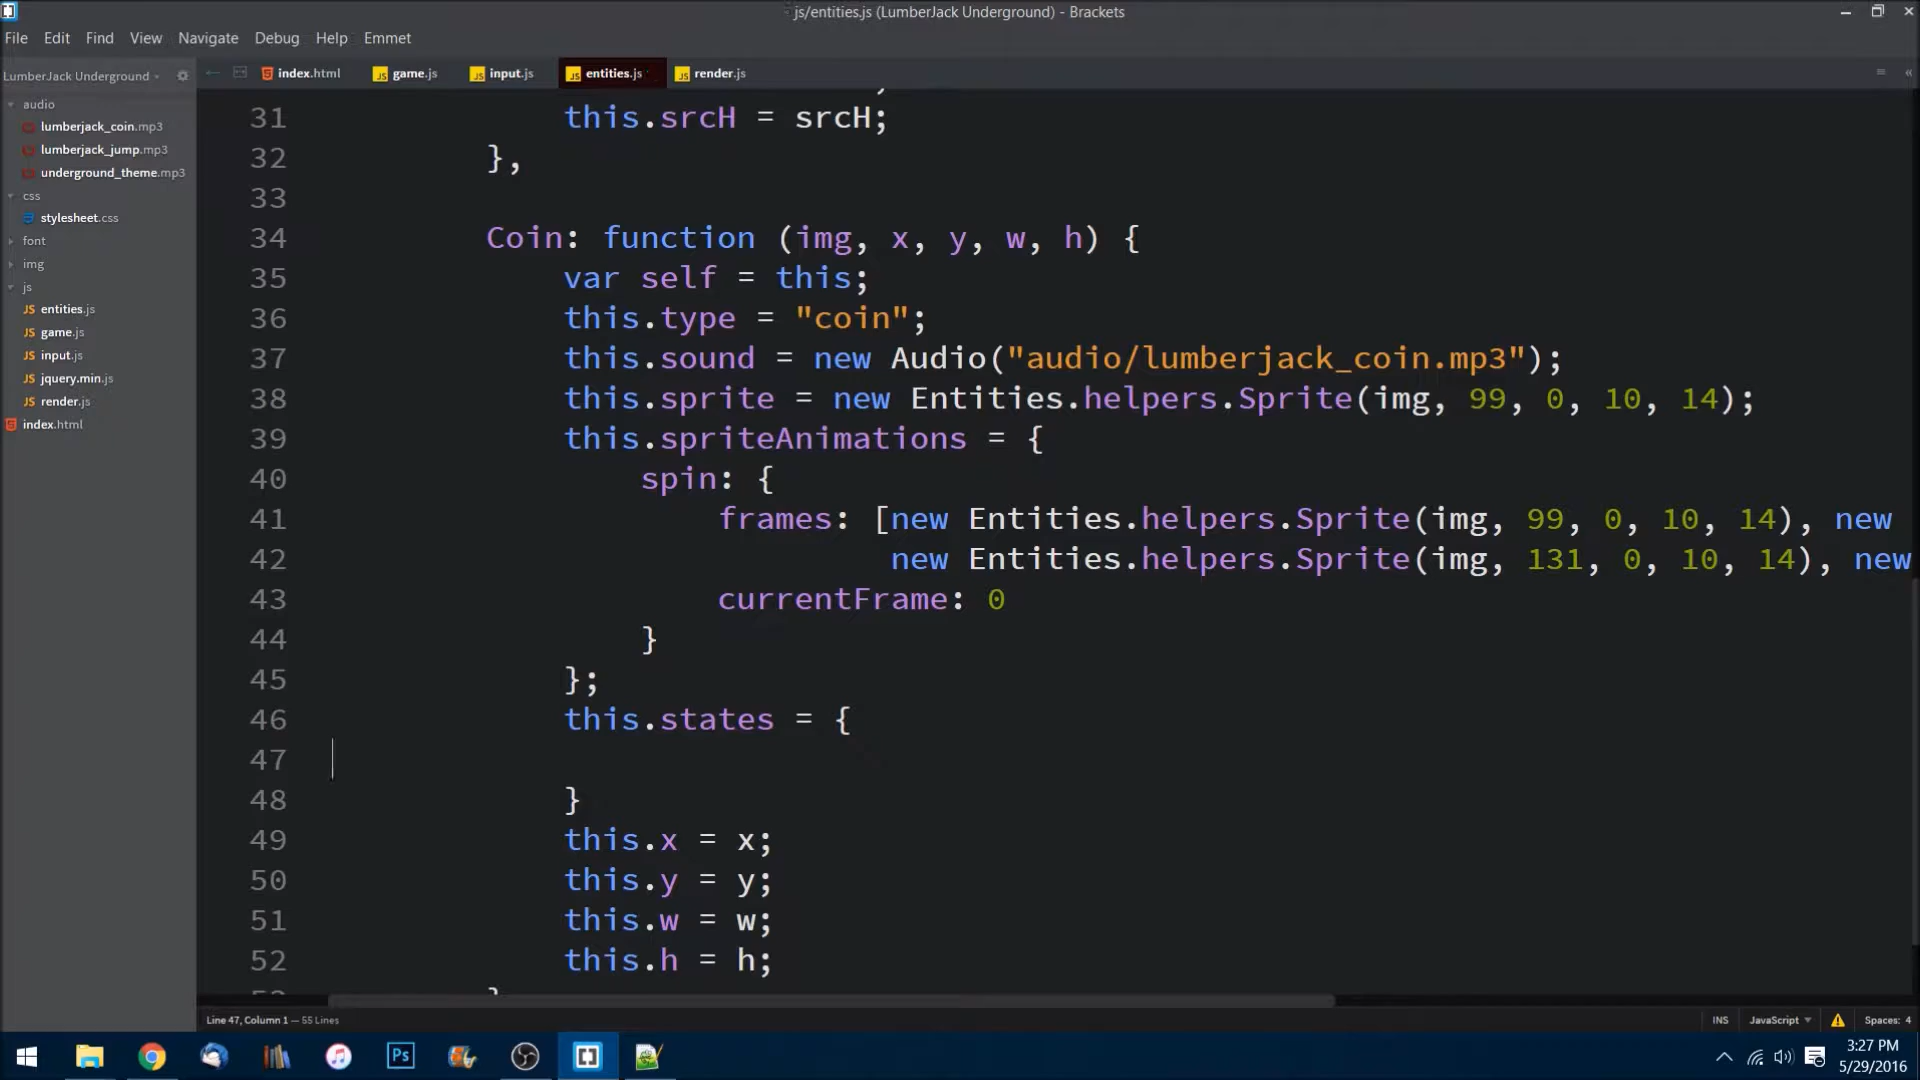 js/entities.js (LumberJack Underground) - Brackets
File Edit Find View Navigate Debug Help Emmet
LumberJack Underground
index.html game.js input.js entities.js render.js
audio
lumberjack_coin.mp3
lumberjack_jump.mp3
underground_theme.mp3
css
stylesheet.css
font
img
js
entities.js
game.js
input.js
jquery.min.js
render.js
index.html
31 this.srcH = srcH;
32 },
33
34 Coin: function (img, x, y, w, h) {
35 var self = this;
36 this.type = "coin";
37 this.sound = new Audio("audio/lumberjack_coin.mp3");
38 this.sprite = new Entities.helpers.Sprite(img, 99, 0, 10, 14);
39 this.spriteAnimations = {
40 spin: {
41 frames: [new Entities.helpers.Sprite(img, 99, 0, 10, 14), new
42 new Entities.helpers.Sprite(img, 131, 0, 10, 14), new
43 currentFrame: 0
44 }
45 };
46 this.states = {
47
48 }
49 this.x = x;
50 this.y = y;
51 this.w = w;
52 this.h = h;
Line 47, Column 1 — 55 Lines
INS JavaScript Spaces: 4
Ps
3:27 PM
5/29/2016